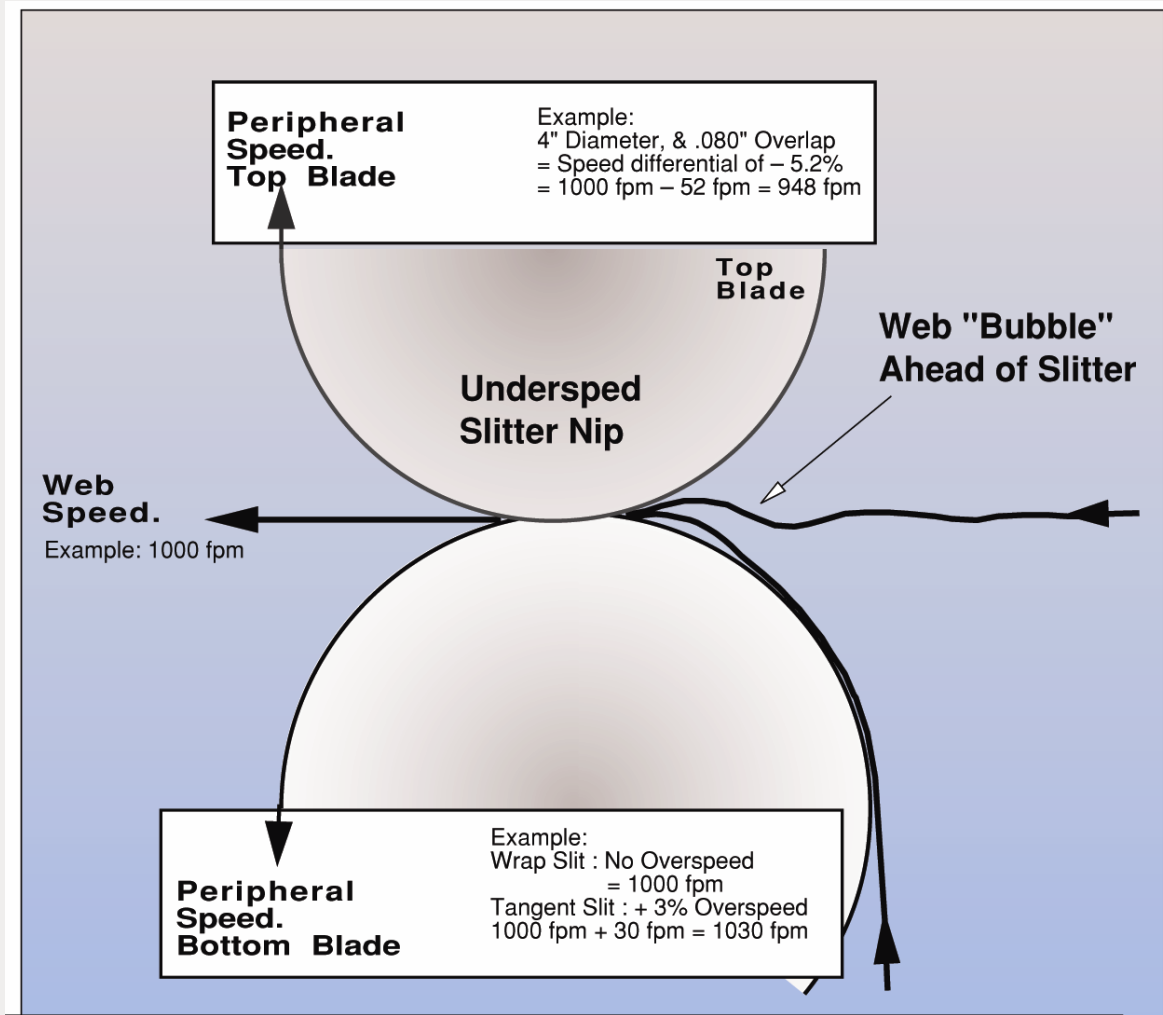 Peripheral
Speed.
Top Blade
Example:
4" Diameter, & .080" Overlap
= Speed differential of – 5.2%
= 1000 fpm – 52 fpm = 948 fpm
Top
Blade
Web "Bubble"
Ahead of Slitter
Undersped
Slitter Nip
Web
Speed.
Example: 1000 fpm
Peripheral
Speed.
Bottom Blade
Example:
Wrap Slit : No Overspeed
= 1000 fpm
Tangent Slit : + 3% Overspeed
1000 fpm + 30 fpm = 1030 fpm